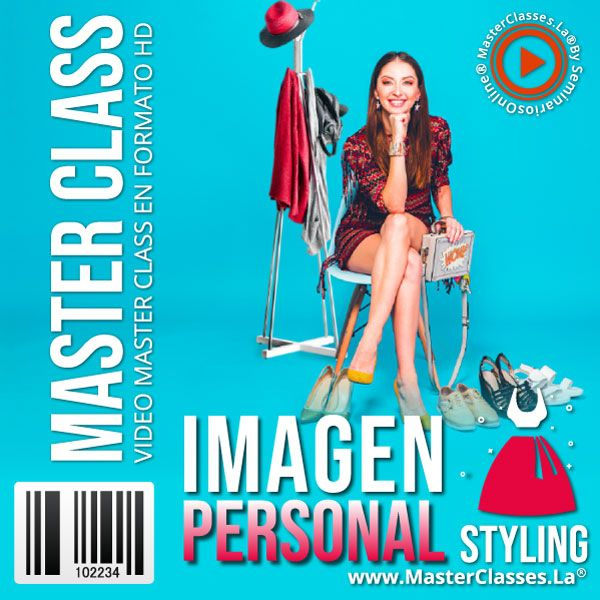 MASTER CLASS
VIDEO MASTER CLASS EN FORMATO HD
MasterClasses.La® By SeminariosOnline®
WOW!
IMAGEN
PERSONAL
STYLING
102234
www.MasterClasses.La®